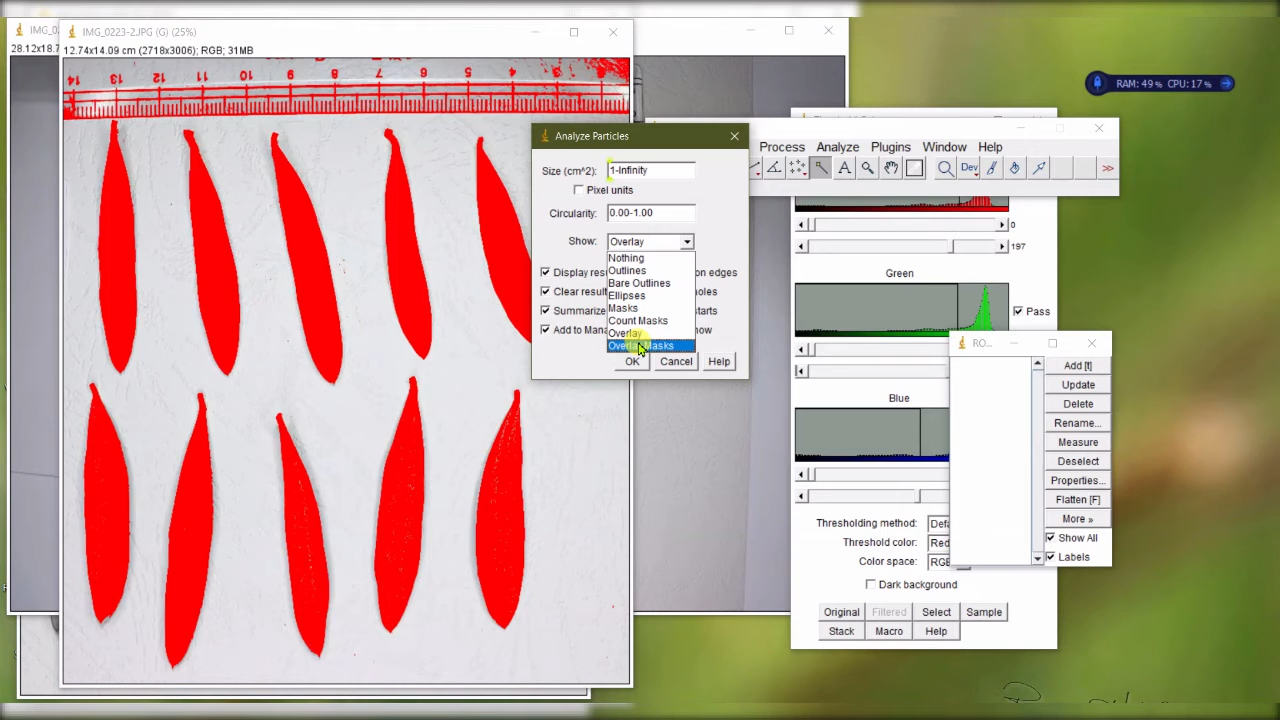 IMG_0
28.12x18.7
IMG_0223-2.JPG (G) (25%)
12.74x14.09 cm (2718x3006); RGB; 31MB
14 13 12 11 10 9 8 7 6 5 4 3
RAM: 49% CPU: 17%
Process Analyze Plugins Window Help
Dev
>>
Analyze Particles
Size (cm^2): 1-Infinity
Pixel units
Circularity: 0.00-1.00
Show: Overlay
Nothing
Outlines
Bare Outlines
Ellipses
Masks
Count Masks
Overlay
Overlay Masks
Display res
on edges
Clear result
oles
Summarize
starts
Add to Mana
how
OK Cancel Help
0
197
Green
Pass
Blue
Thresholding method: Defa
Threshold color: Red
Color space: RGB
Dark background
Original Filtered Select Sample
Stack Macro Help
RO...
Add [t]
Update
Delete
Rename...
Measure
Deselect
Properties...
Flatten [F]
More »
Show All
Labels